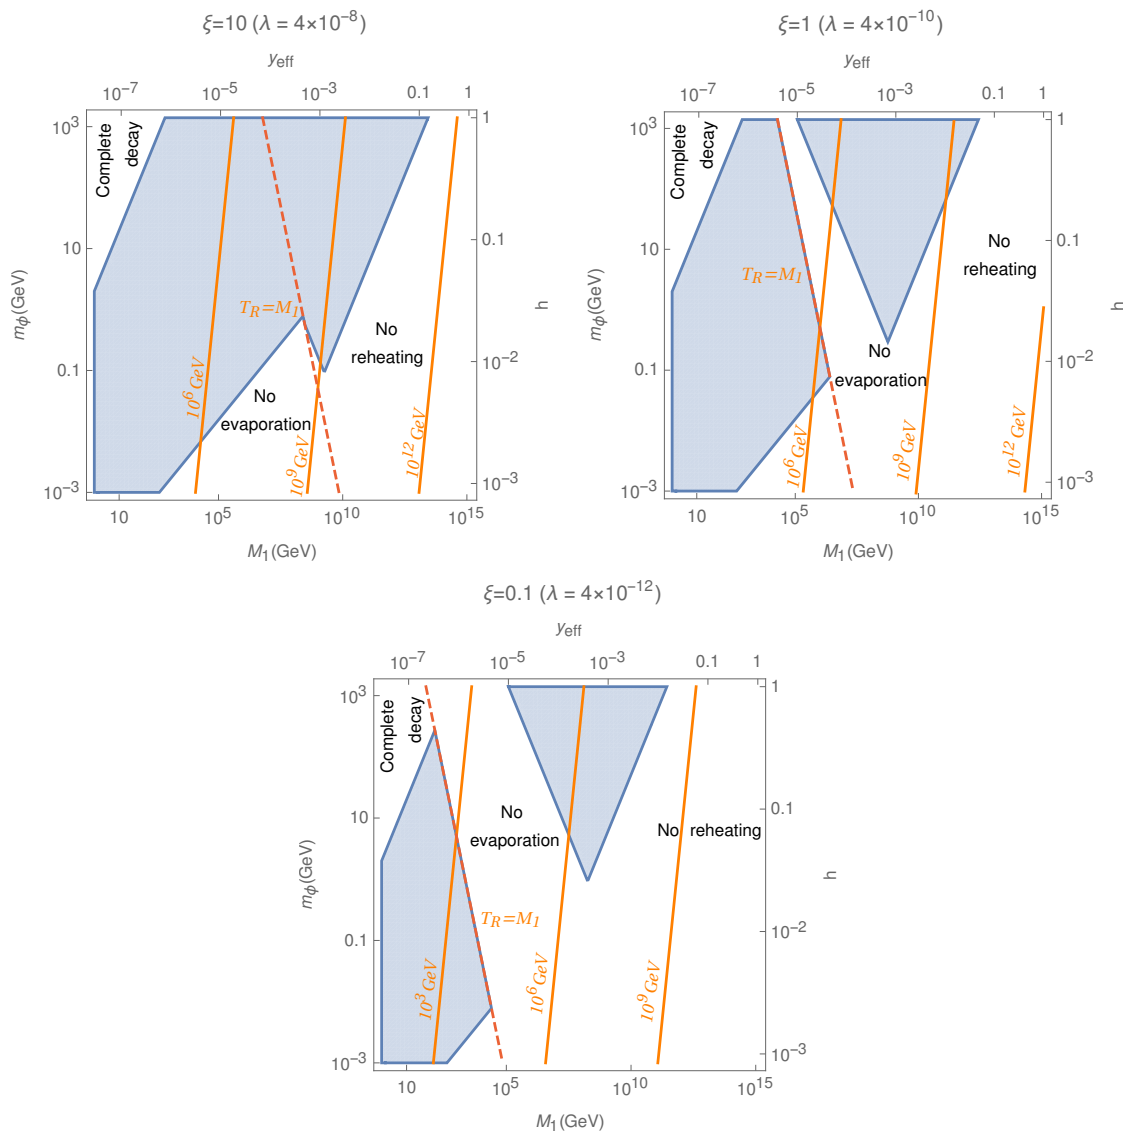 ξ=10 (λ = 4×10⁻⁸)
y_eff
10⁻⁷ 10⁻⁵ 10⁻³ 0.1 1
Complete
decay
10³
10
0.1
10⁻³
m_ϕ(GeV)
T_R=M_1
No
reheating
No
evaporation
10⁶ GeV
10⁹ GeV
10¹² GeV
1
0.1
10⁻²
10⁻³
h
10 10⁵ 10¹⁰ 10¹⁵
M_1(GeV)
ξ=1 (λ = 4×10⁻¹⁰)
y_eff
10⁻⁷ 10⁻⁵ 10⁻³ 0.1 1
Complete
decay
10³
10
0.1
10⁻³
m_ϕ(GeV)
T_R=M_1
No
reheating
No
evaporation
10⁶ GeV
10⁹ GeV
10¹² GeV
1
0.1
10⁻²
10⁻³
h
10 10⁵ 10¹⁰ 10¹⁵
M_1(GeV)
ξ=0.1 (λ = 4×10⁻¹²)
y_eff
10⁻⁷ 10⁻⁵ 10⁻³ 0.1 1
Complete
decay
10³
10
0.1
10⁻³
m_ϕ(GeV)
No
evaporation
No reheating
T_R=M_1
10³ GeV
10⁶ GeV
10⁹ GeV
1
0.1
10⁻²
10⁻³
h
10 10⁵ 10¹⁰ 10¹⁵
M_1(GeV)